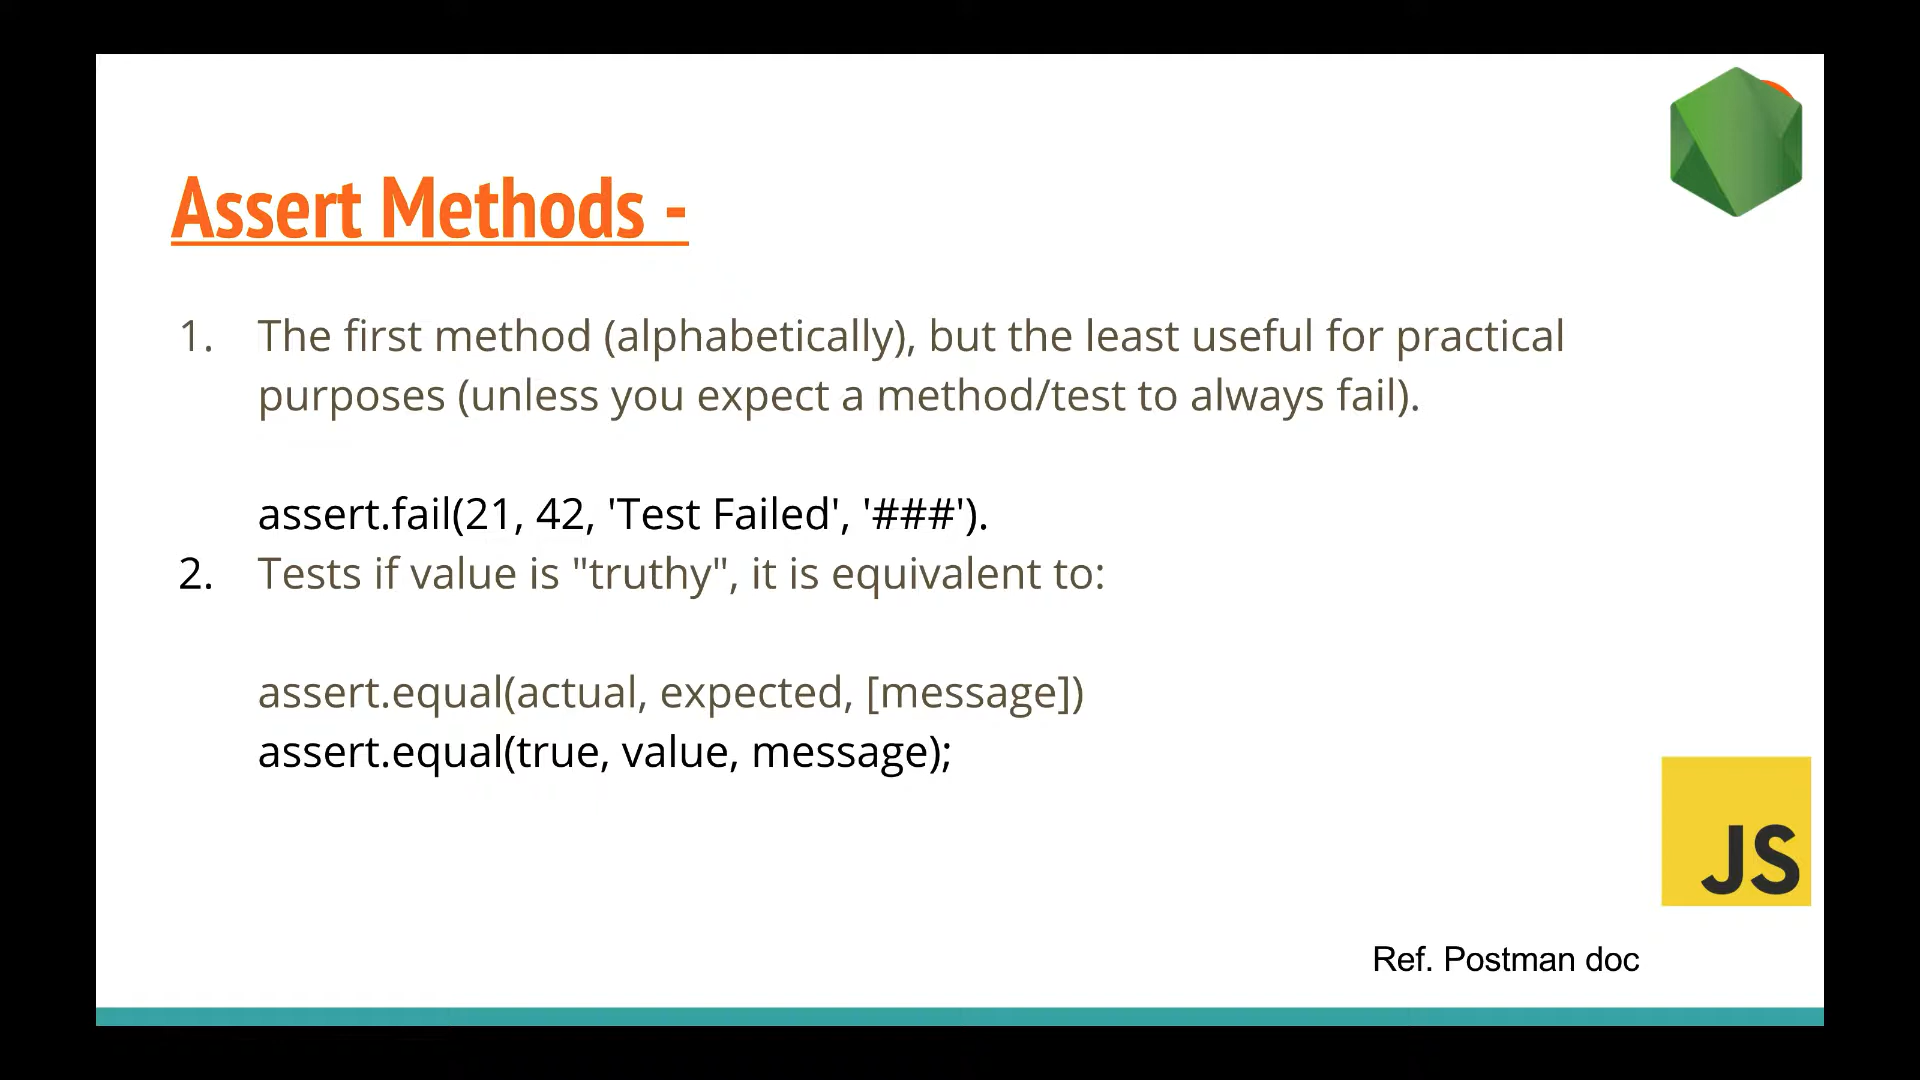 Assert Methods -
1. The first method (alphabetically), but the least useful for practical
purposes (unless you expect a method/test to always fail).
assert.fail(21, 42, 'Test Failed', '###').
2. Tests if value is "truthy", it is equivalent to:
assert.equal(actual, expected, [message])
assert.equal(true, value, message);
JS
Ref. Postman doc